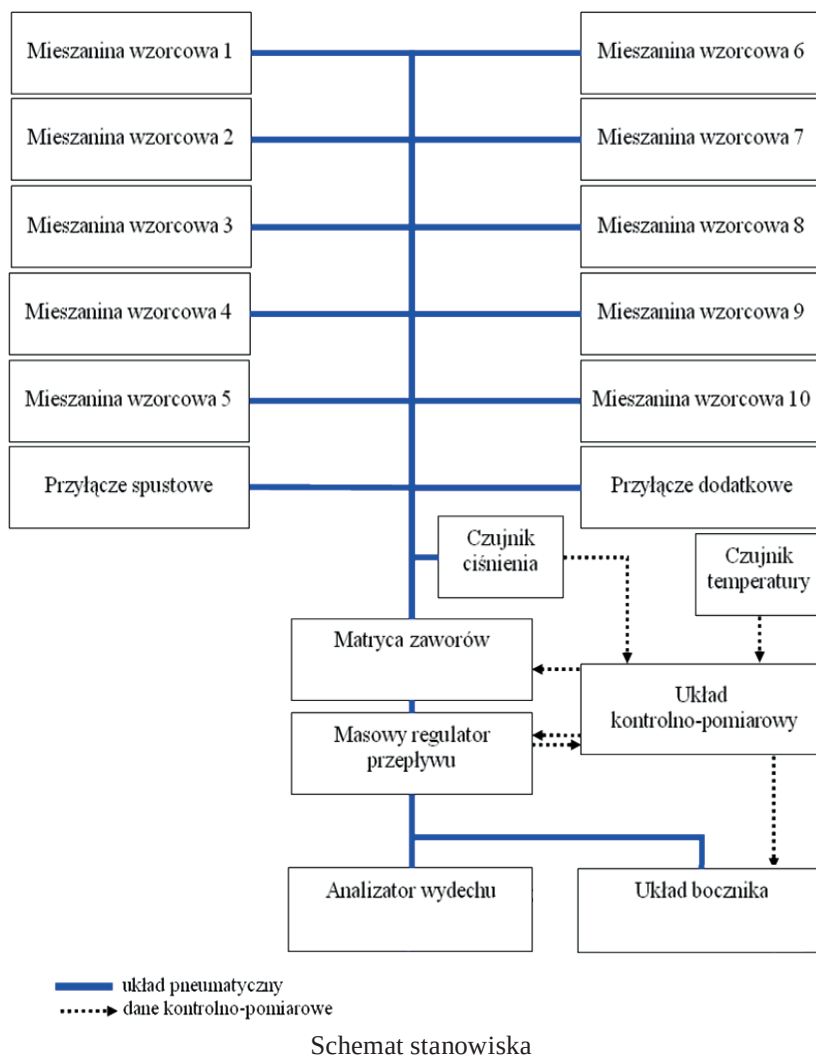 Mieszanina wzorcowa 1
Mieszanina wzorcowa 6
Mieszanina wzorcowa 2
Mieszanina wzorcowa 7
Mieszanina wzorcowa 3
Mieszanina wzorcowa 8
Mieszanina wzorcowa 4
Mieszanina wzorcowa 9
Mieszanina wzorcowa 5
Mieszanina wzorcowa 10
Przyłącze spustowe
Przyłącze dodatkowe
Czujnik
ciśnienia
Czujnik
temperatury
Matryca zaworów
Układ
kontrolno-pomiarowy
Masowy regulator
przepływu
Analizator wydechu
Układ bocznika
układ pneumatyczny
dane kontrolno-pomiarowe
Schemat stanowiska